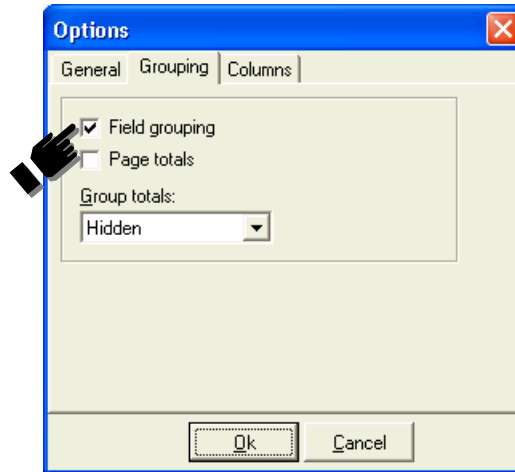 Options
General Grouping Columns
Field grouping
Page totals
Group totals:
Hidden
Ok Cancel